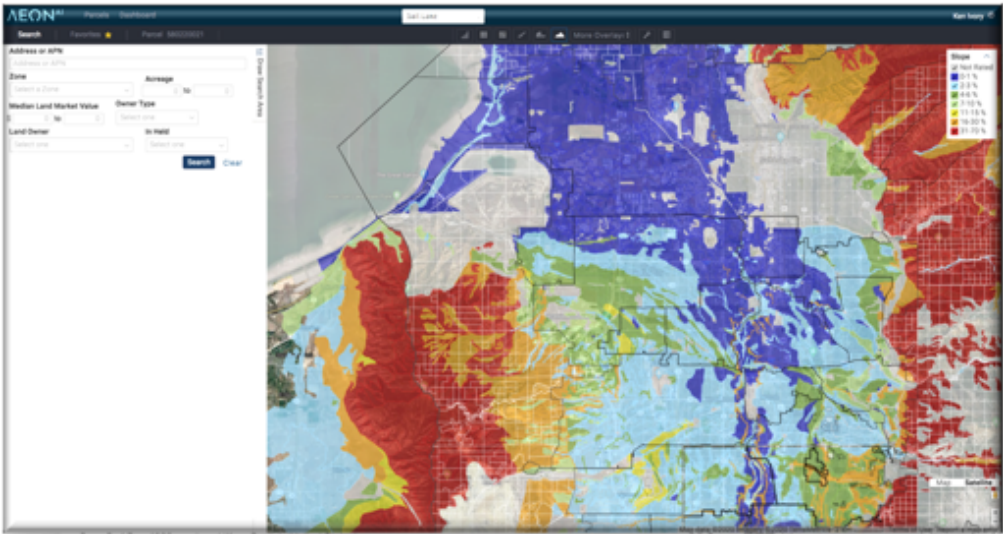 AEON AI
Parcels Dashboard
Salt Lake
Ken Ivory
Search Favorites Parcel
More Overlays
Address or APN
Address or APN
Zone
Acreage
Select a Zone
to
Median Land Market Value
Owner Type
to
Select one
Land Owner
In Held
Select one
Select one
Search Clear
Draw Search Area
Slope
Not Rated
0-1 %
2-3 %
4-6 %
7-10 %
11-15 %
16-30 %
31-70 %
Map Satellite